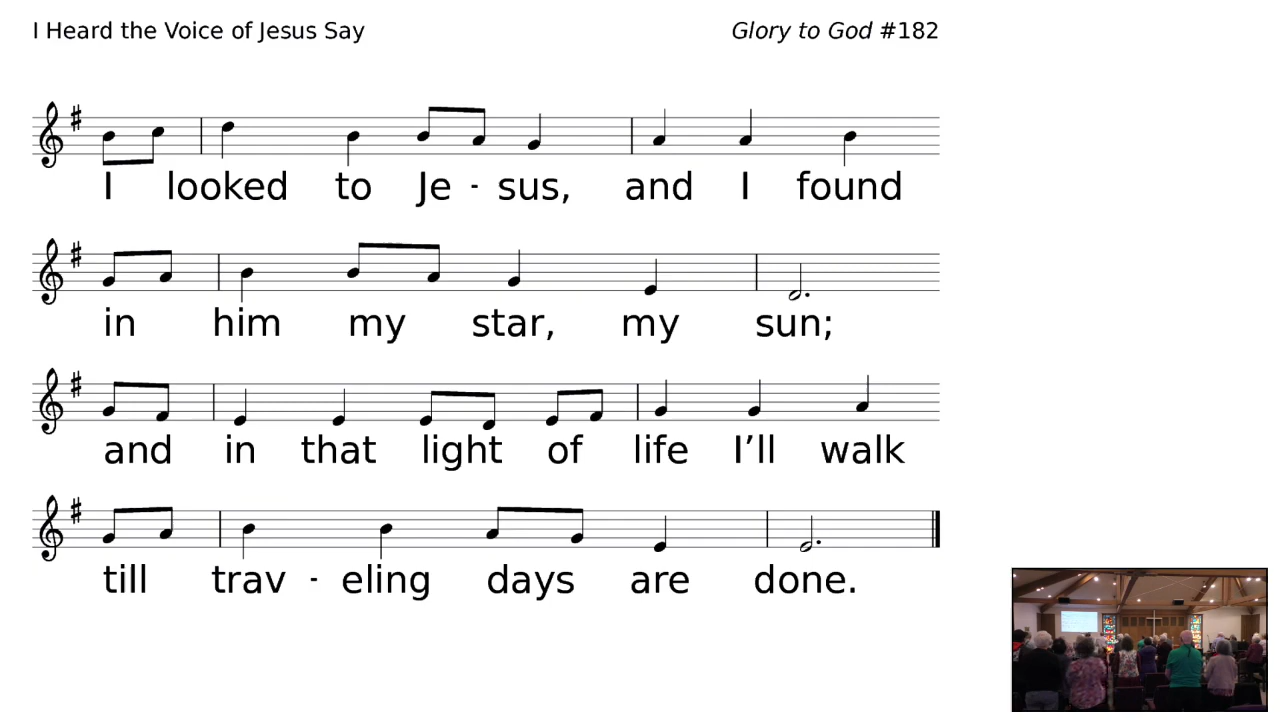 I Heard the Voice of Jesus Say
Glory to God #182
I looked to Je - sus, and I found
in him my star, my sun;
and in that light of life I’ll walk
till trav - eling days are done.